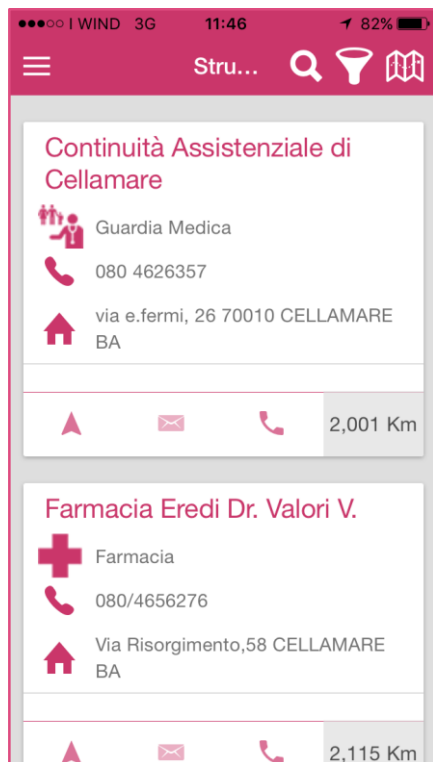 I WIND 3G 11:46 82%
Stru...
Continuità Assistenziale di
Cellamare
Guardia Medica
080 4626357
via e.fermi, 26 70010 CELLAMARE
BA
2,001 Km
Farmacia Eredi Dr. Valori V.
Farmacia
080/4656276
Via Risorgimento,58 CELLAMARE
BA
2,115 Km